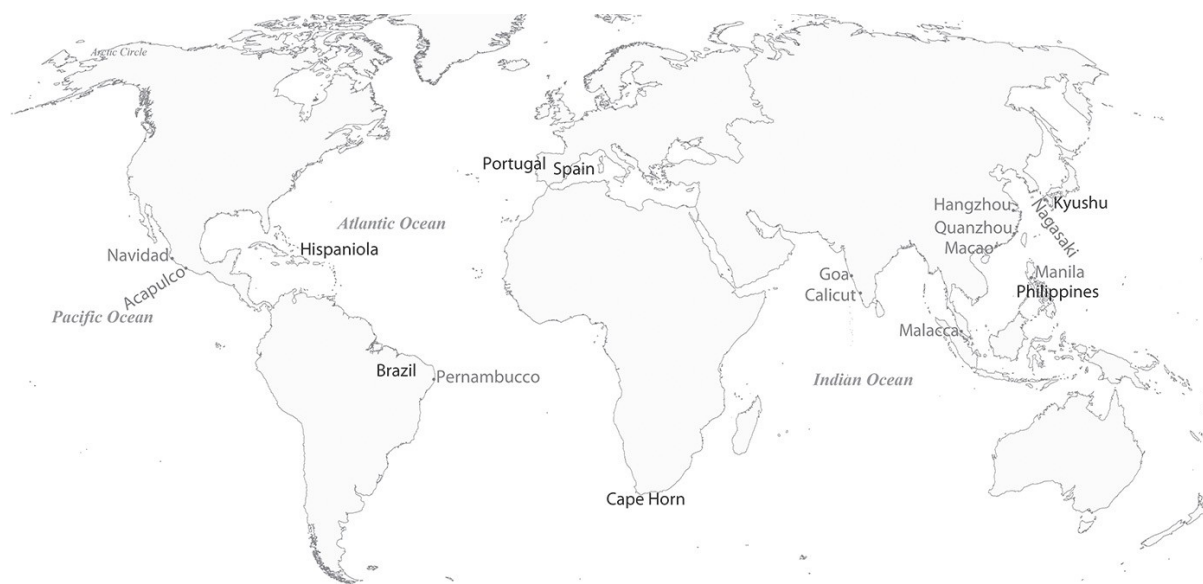 Arctic Circle
Portugal
Spain
Hangzhou
Nagasaki
Kyushu
Atlantic Ocean
Quanzhou
Navidad
Hispaniola
Macao
Acapulco
Goa
Manila
Calicut
Philippines
Pacific Ocean
Malacca
Brazil
Pernambucco
Indian Ocean
Cape Horn